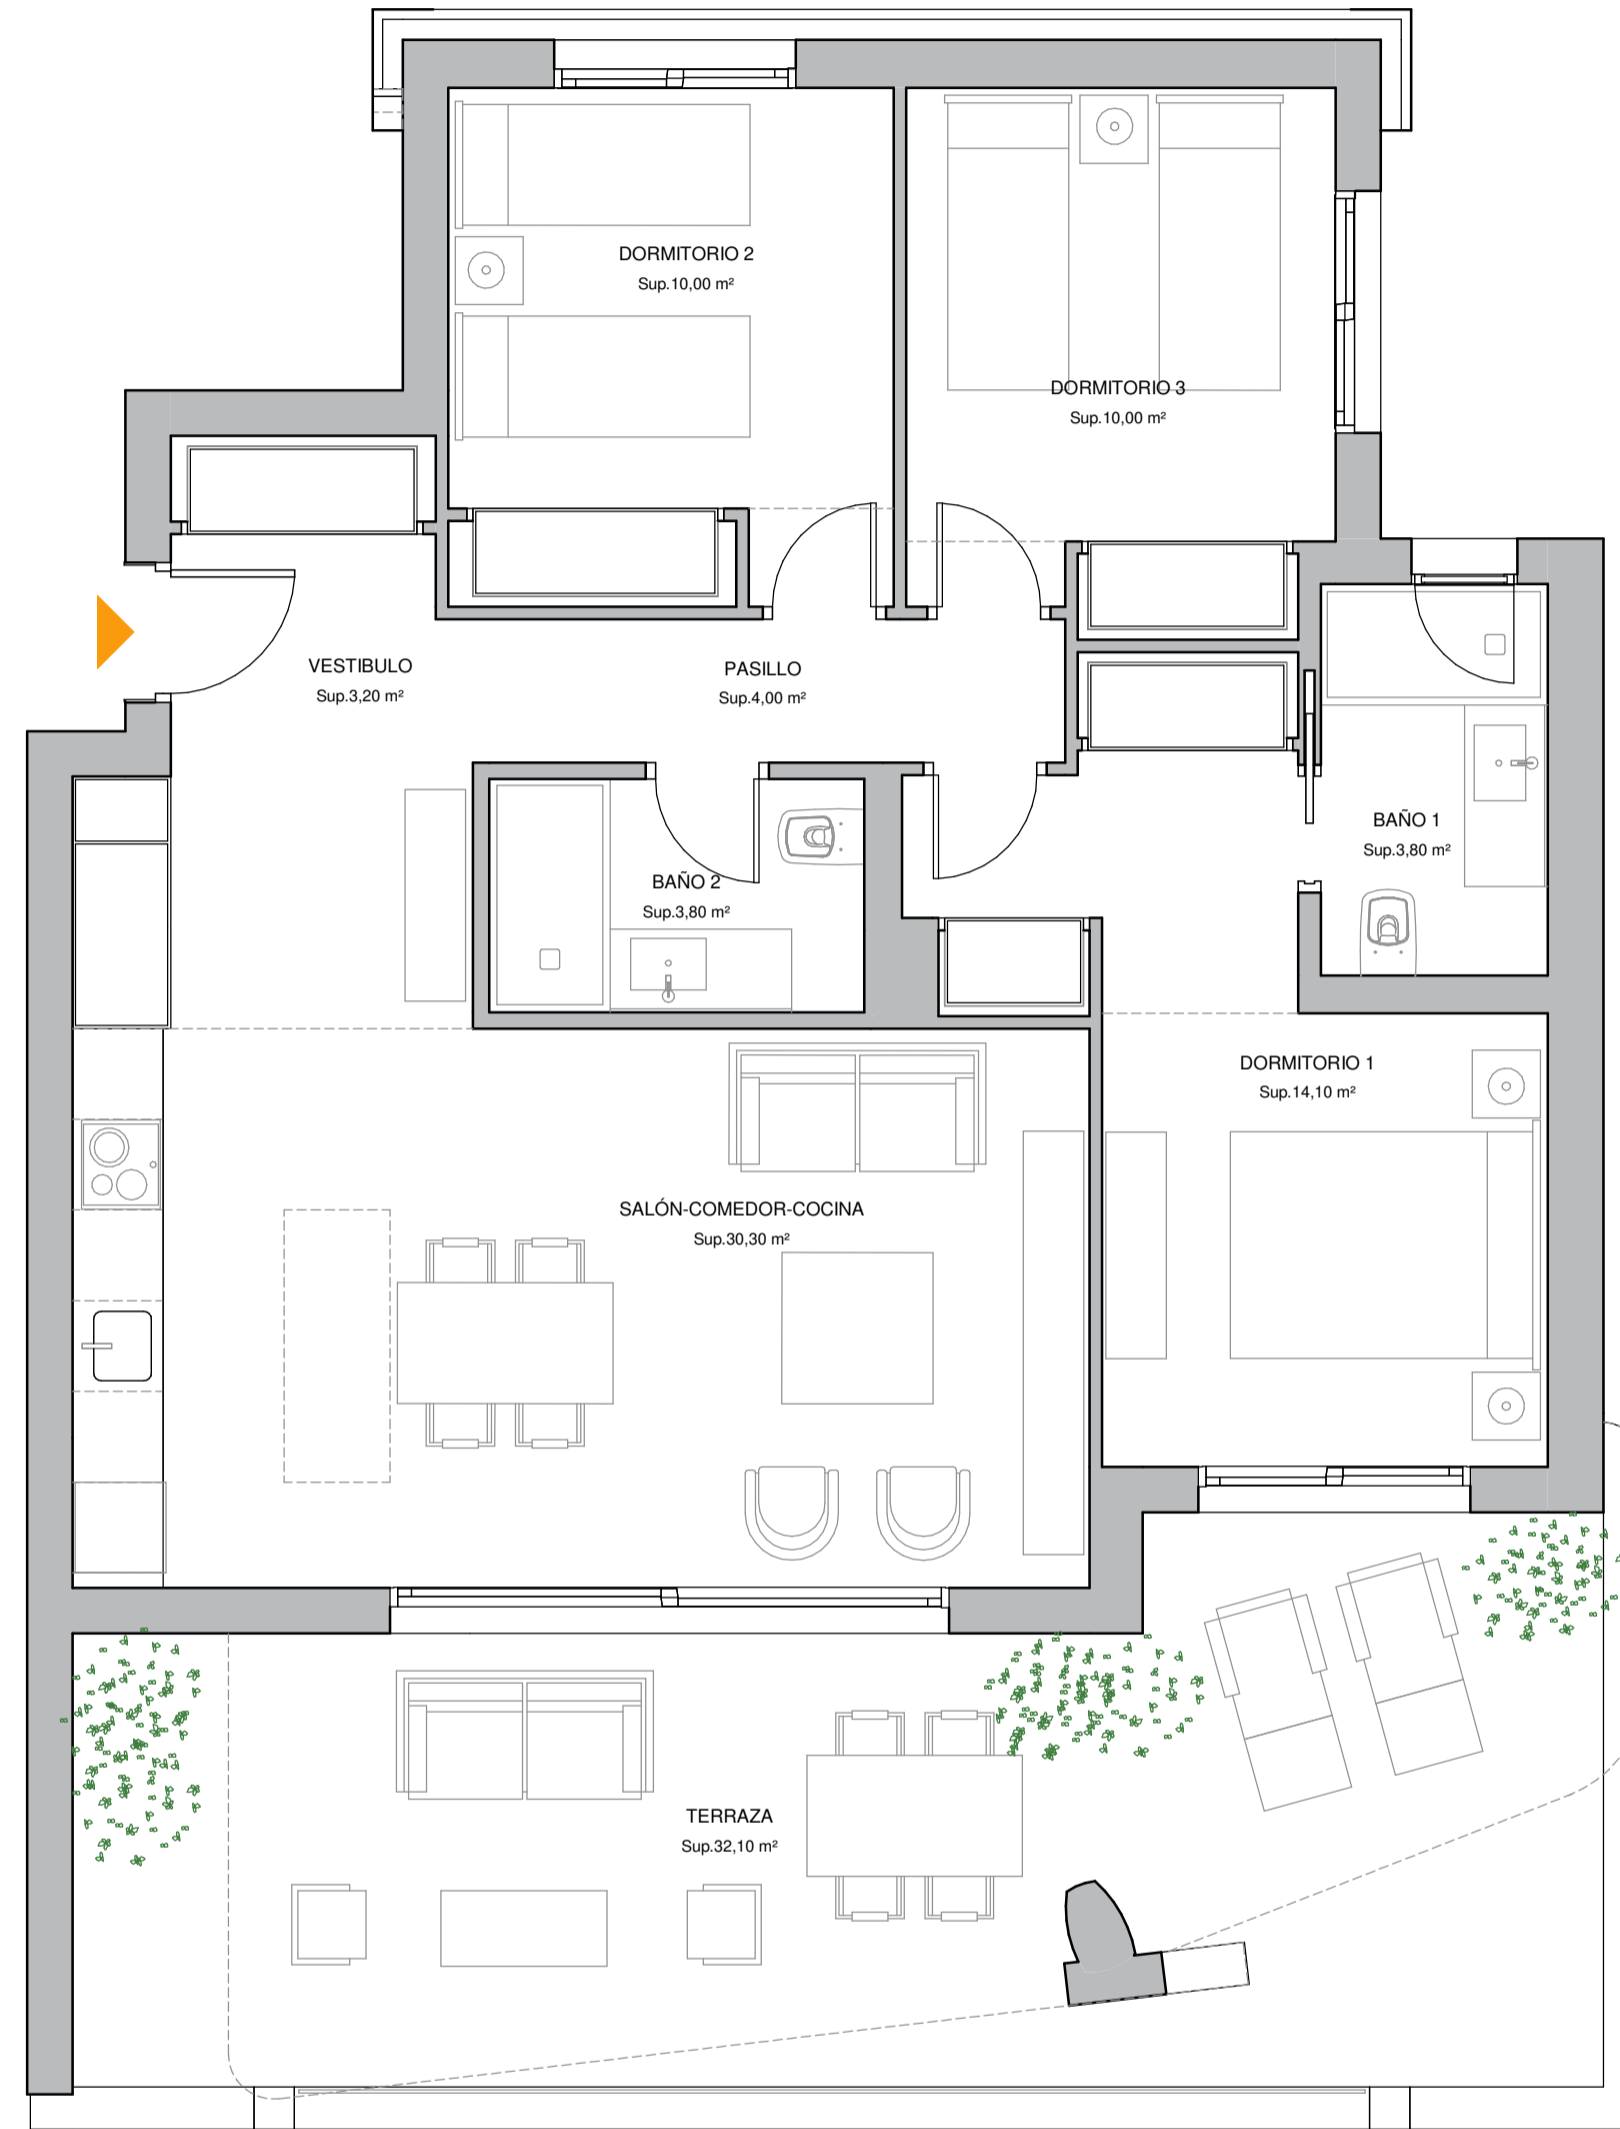 DORMITORIO 2
Sup.10,00 m²
DORMITORIO 3
Sup.10,00 m²
VESTIBULO
Sup.3,20 m²
PASILLO
Sup.4,00 m²
BAÑO 1
Sup.3,80 m²
BAÑO 2
Sup.3,80 m²
DORMITORIO 1
Sup.14,10 m²
SALÓN-COMEDOR-COCINA
Sup.30,30 m²
TERRAZA
Sup.32,10 m²